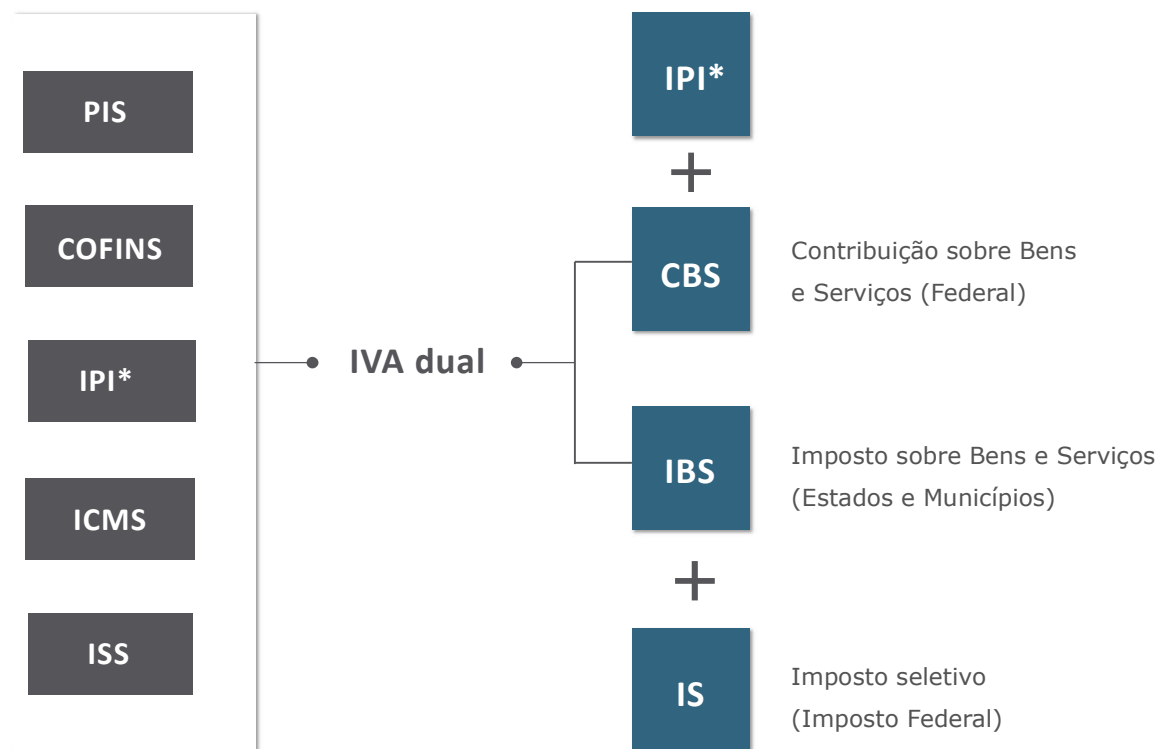 PIS
COFINS
IPI*
ICMS
ISS
IVA dual
IPI*
+
CBS
Contribuição sobre Bens
e Serviços (Federal)
IBS
Imposto sobre Bens e Serviços
(Estados e Municípios)
+
IS
Imposto seletivo
(Imposto Federal)